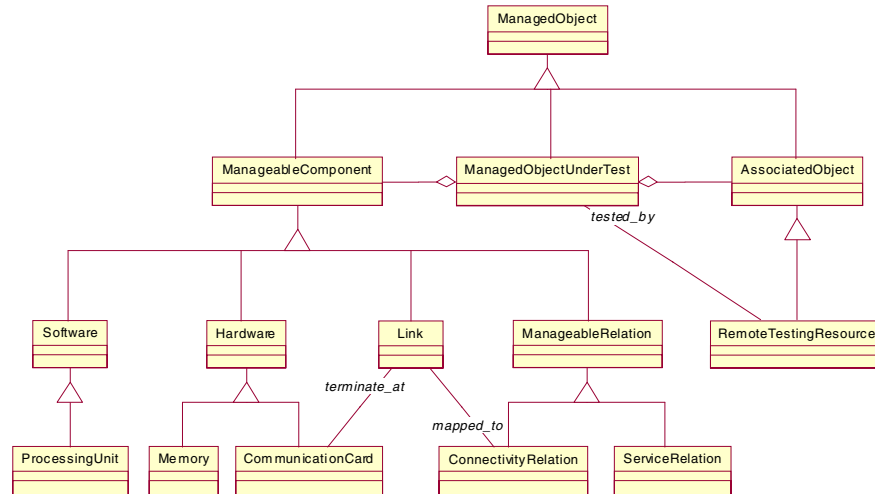 ManagedObject
ManageableComponent
ManagedObjectUnderTest
AssociatedObject
tested_by
Software
Hardware
Link
ManageableRelation
RemoteTestingResource
terminate_at
mapped_to
ProcessingUnit
Memory
CommunicationCard
ConnectivityRelation
ServiceRelation